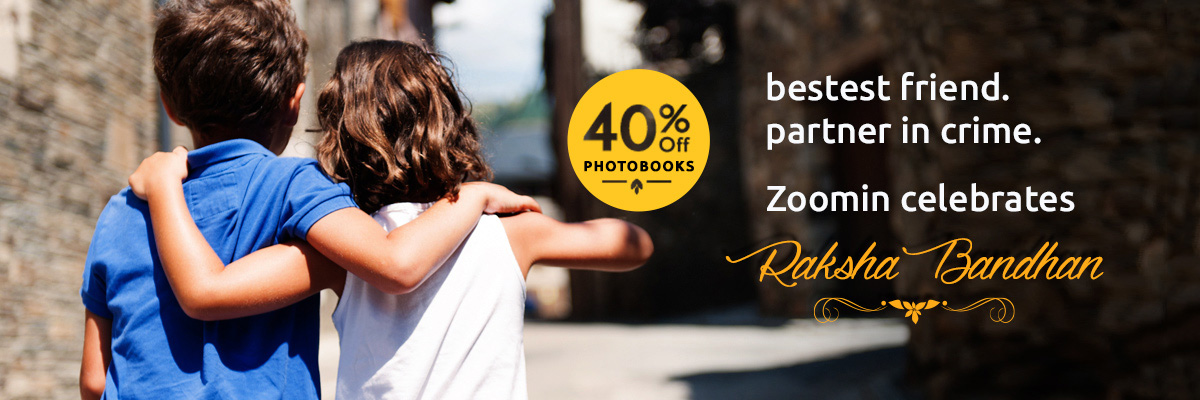 40% Off
PHOTOBOOKS
bestest friend.
partner in crime.
Zoomin celebrates
Raksha Bandhan